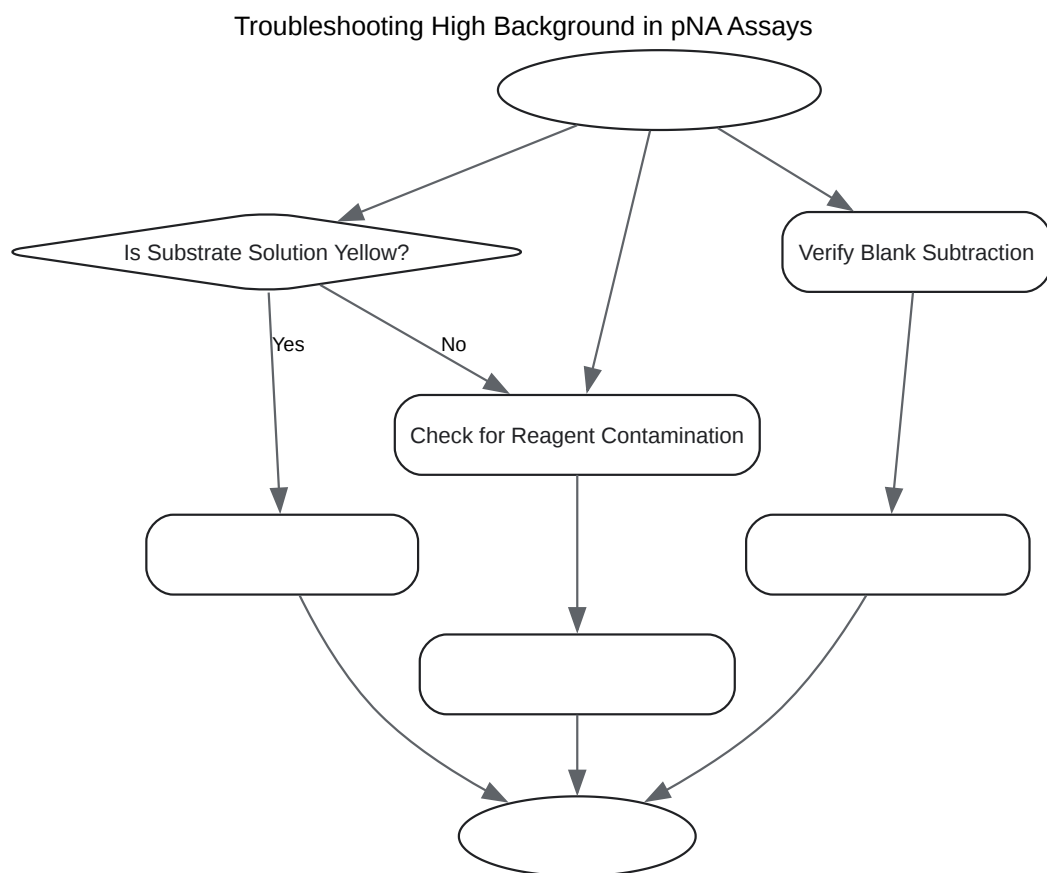 Troubleshooting High Background in pNA Assays
Is Substrate Solution Yellow?
Verify Blank Subtraction
Yes
No
Check for Reagent Contamination